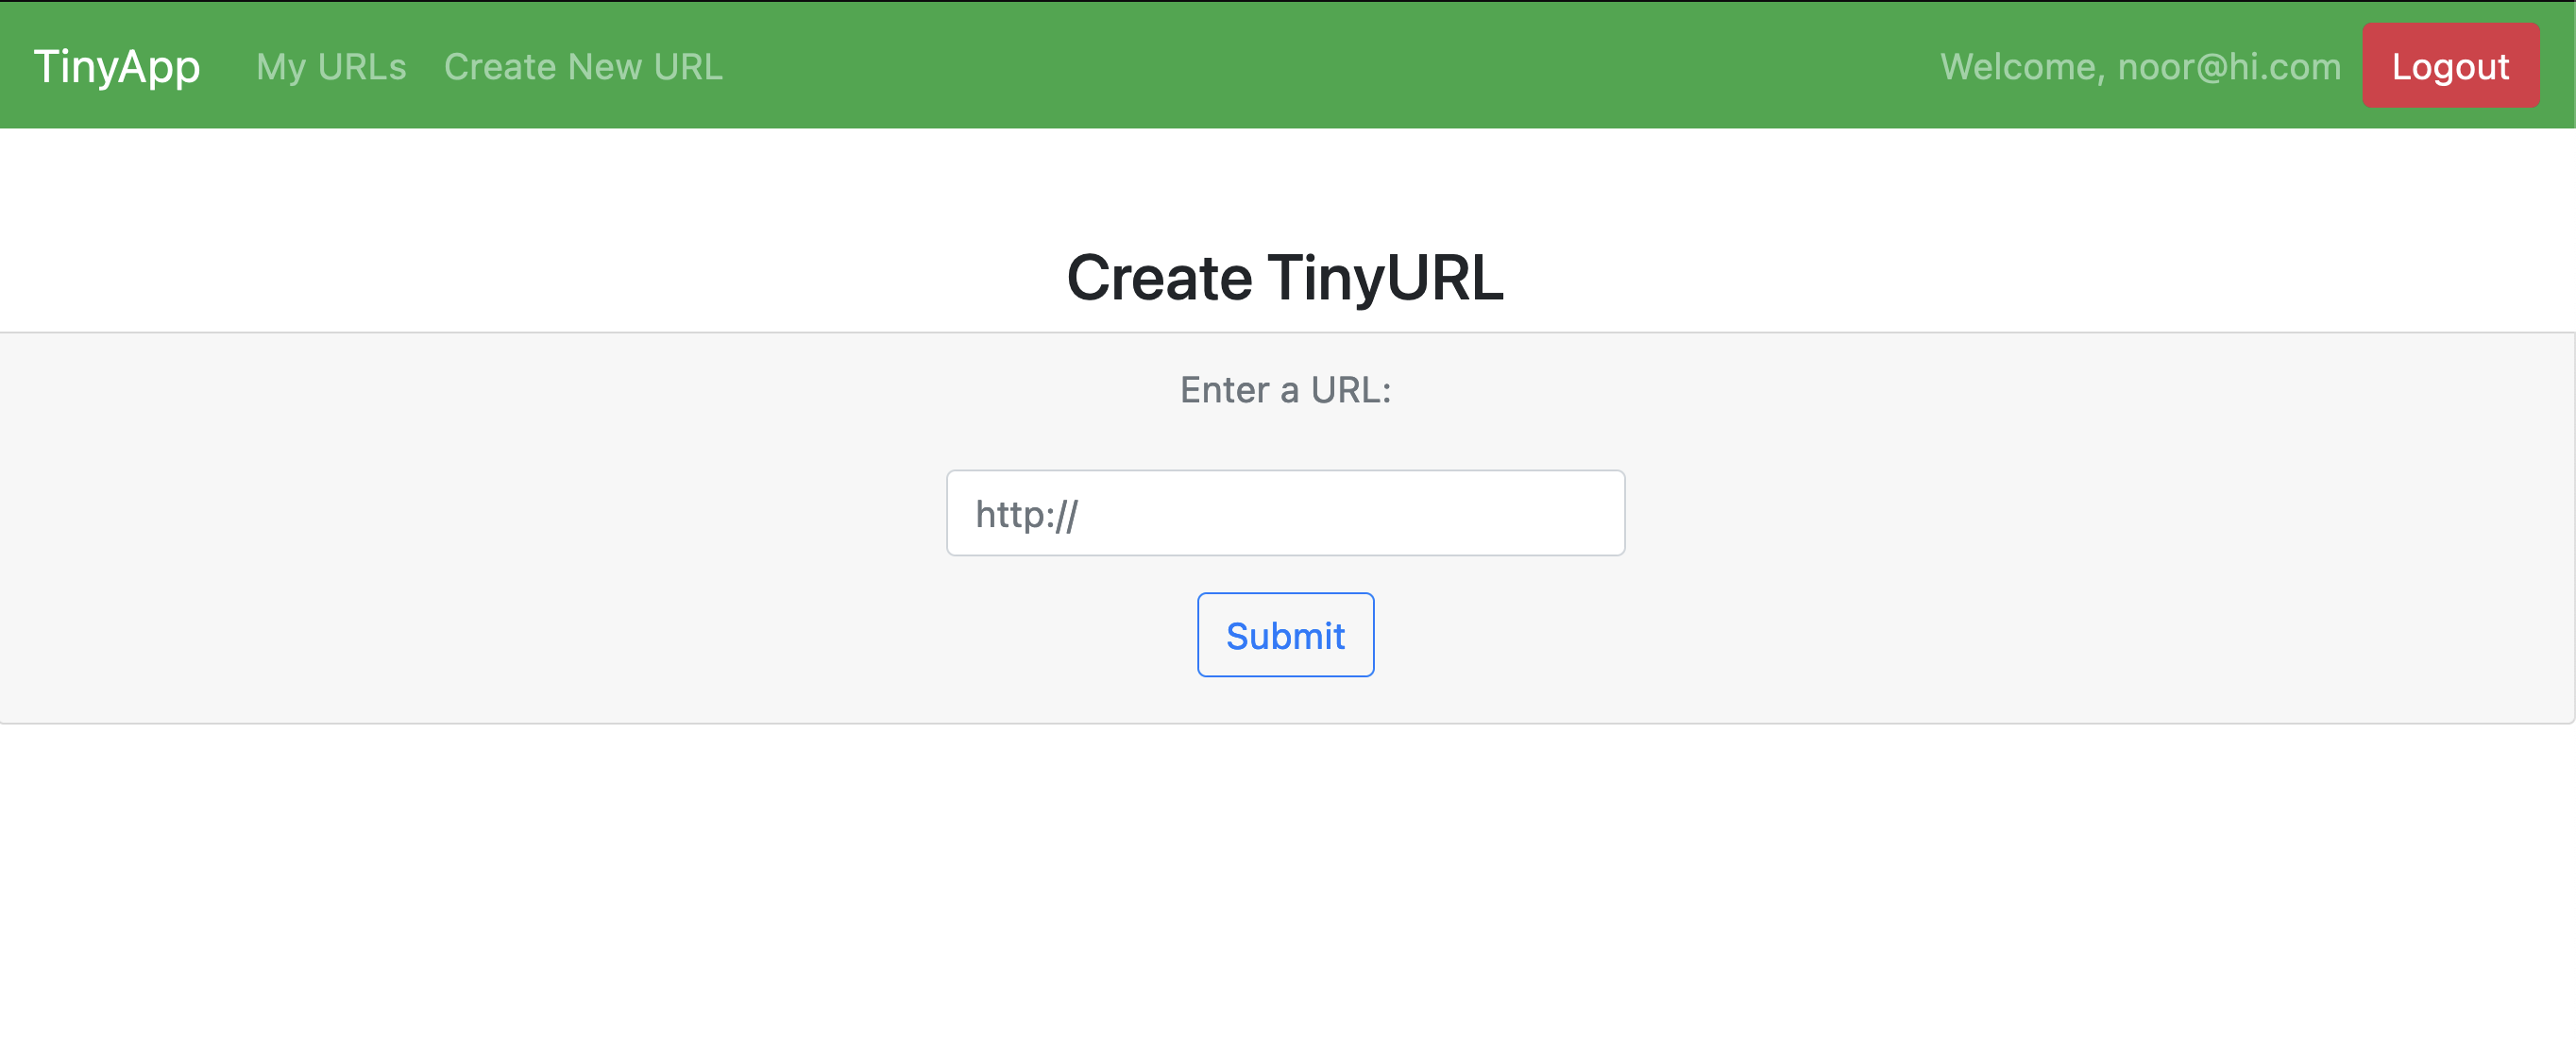 TinyApp My URLs Create New URL Welcome, noor@hi.com Logout
Create TinyURL
Enter a URL:
http://
Submit